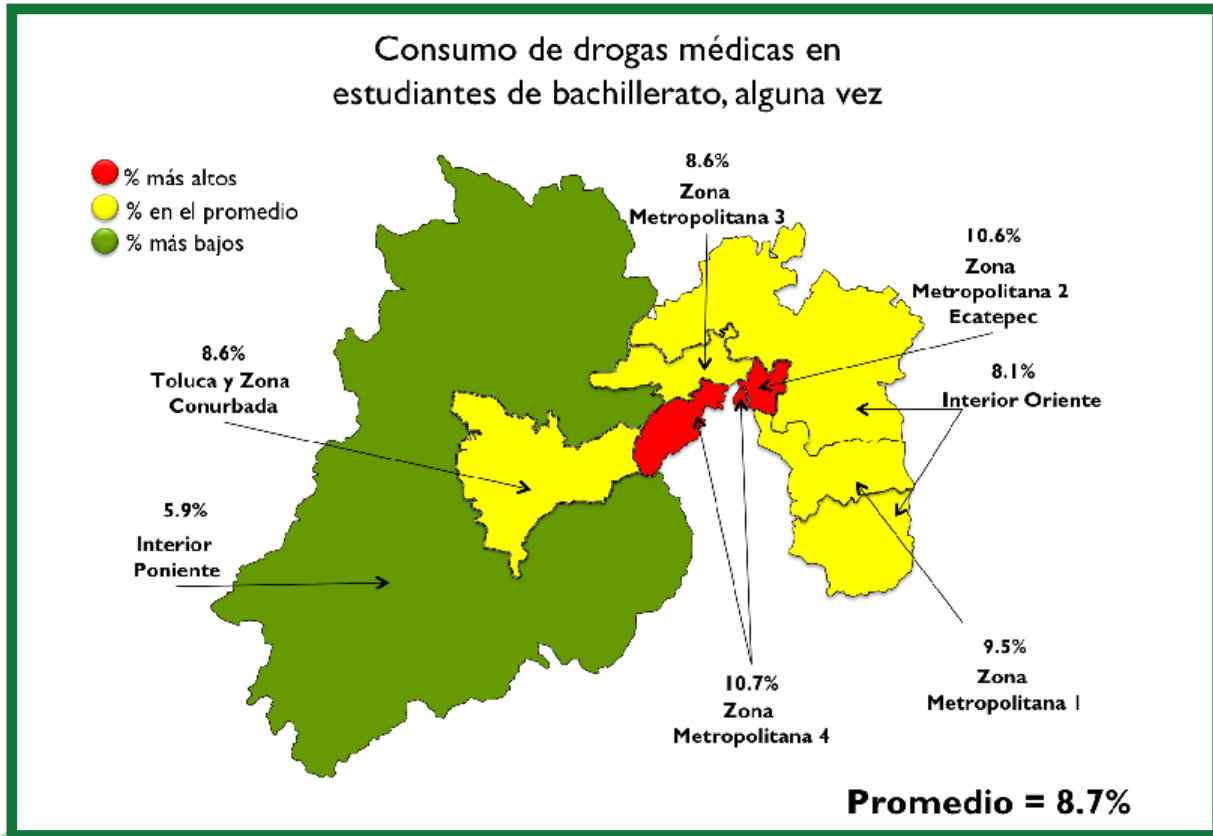 Consumo de drogas médicas en
estudiantes de bachillerato, alguna vez
% más altos
% en el promedio
% más bajos
8.6%
Zona
Metropolitana 3
10.6%
Zona
Metropolitana 2
Ecatepec
8.6%
Toluca y Zona
Conurbada
8.1%
Interior Oriente
5.9%
Interior
Poniente
9.5%
Zona
Metropolitana 1
10.7%
Zona
Metropolitana 4
Promedio = 8.7%